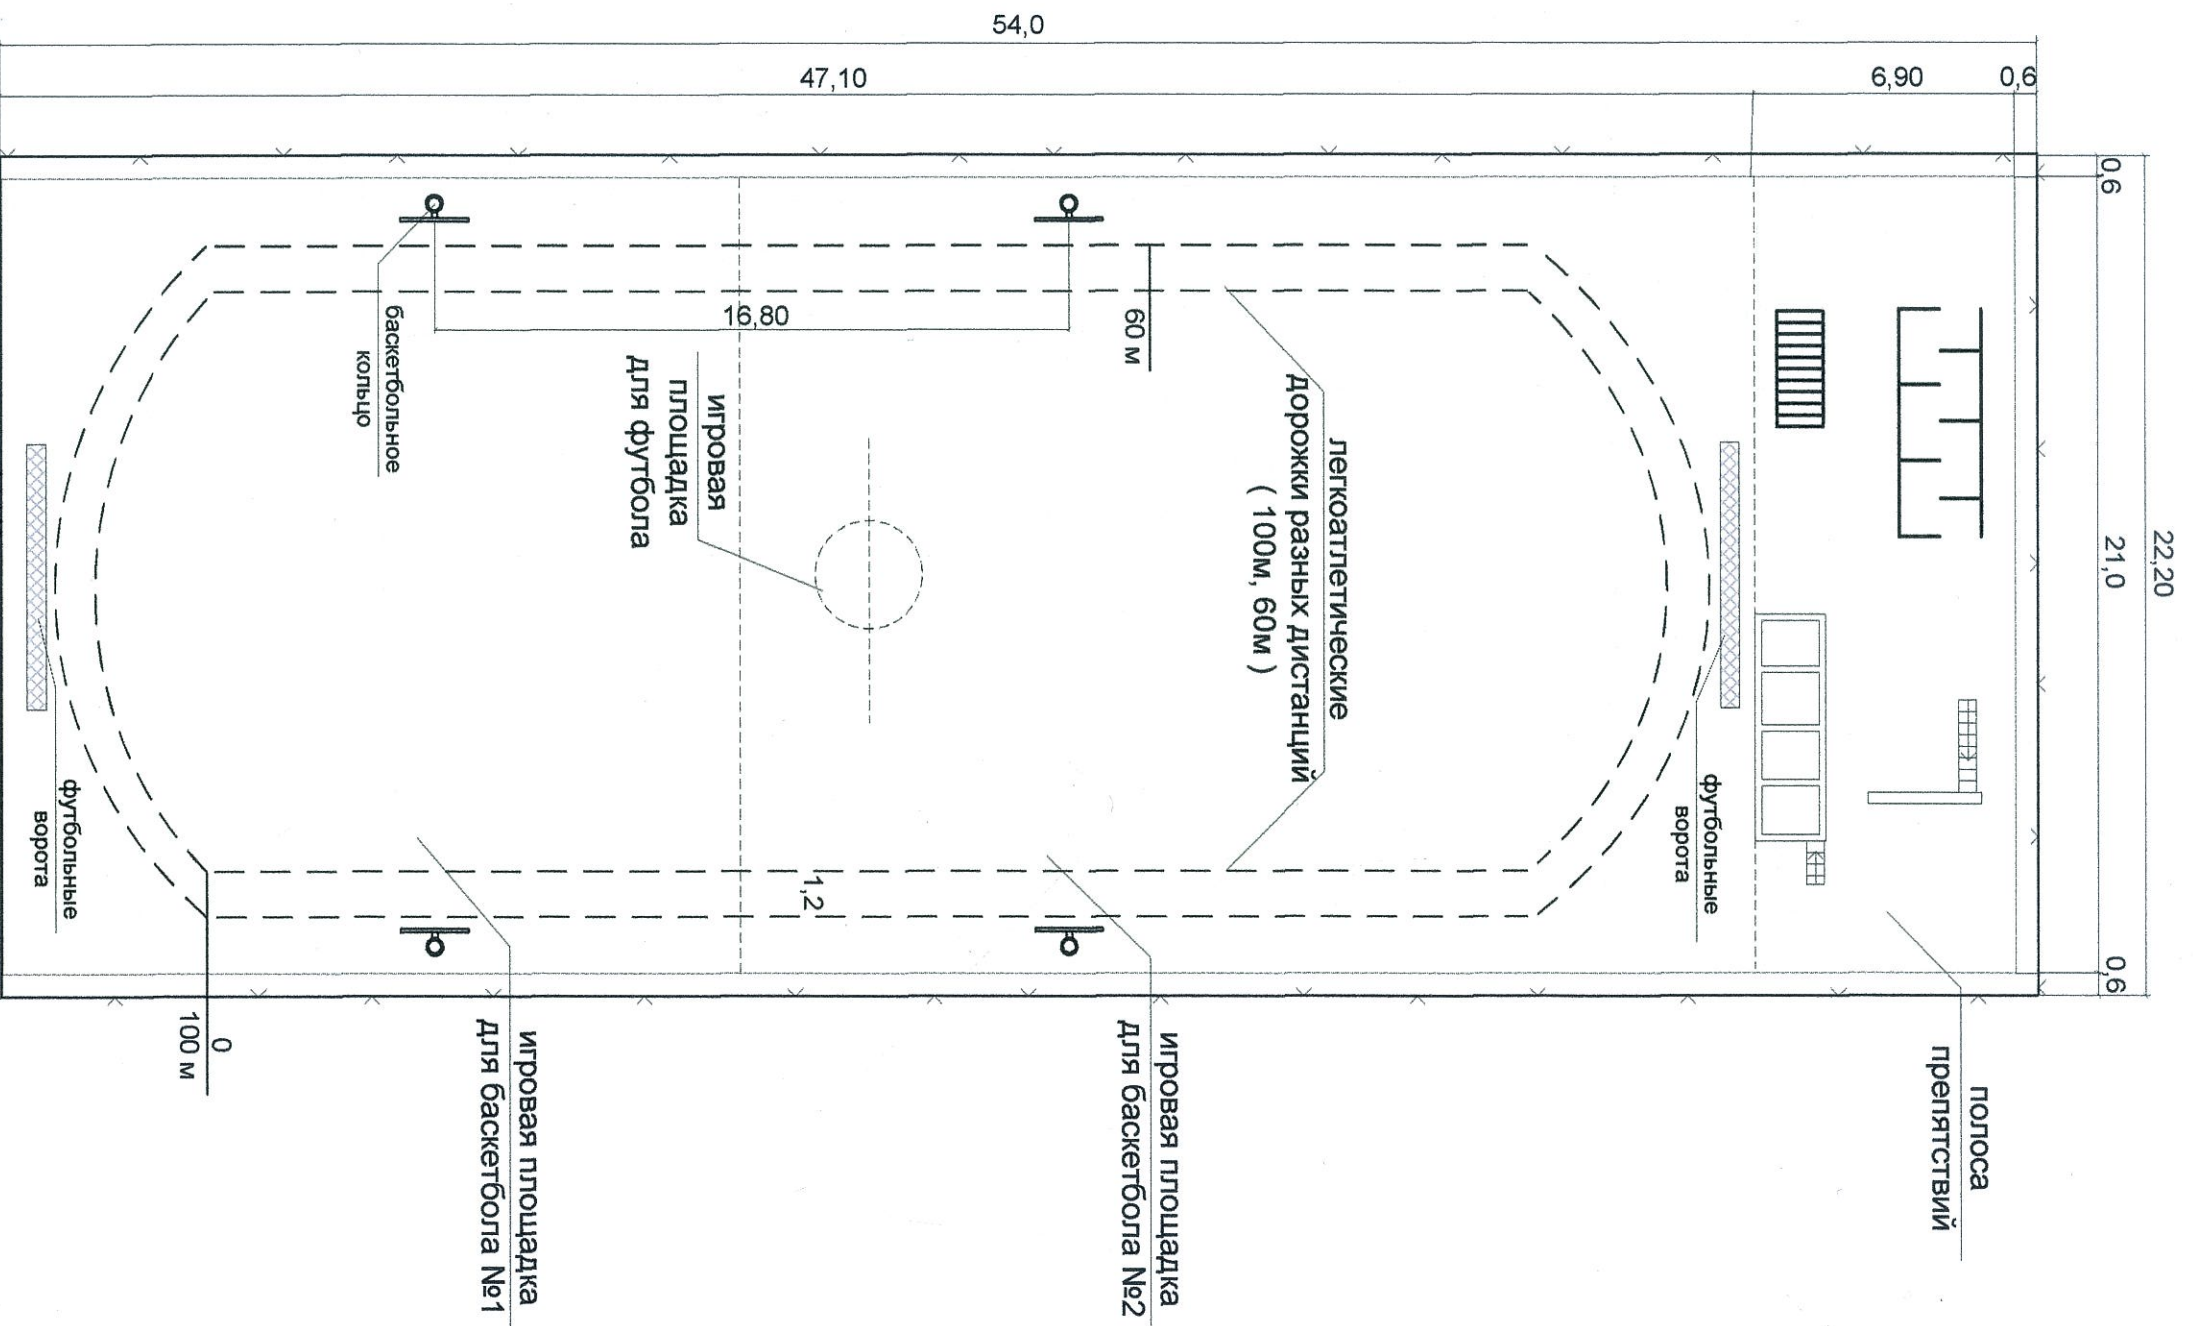 54,0
47,10
6,90
0,6
0,6
21,0
22,20
0,6
16,80
60 м
баскетбольное
кольцо
игровая
площадка
для футбола
легкоатлетические
дорожки разных дистанций
( 100м, 60м )
футбольные
ворота
футбольные
ворота
1,2
0
100 м
игровая площадка
для баскетбола №1
игровая площадка
для баскетбола №2
полоса
препятствий